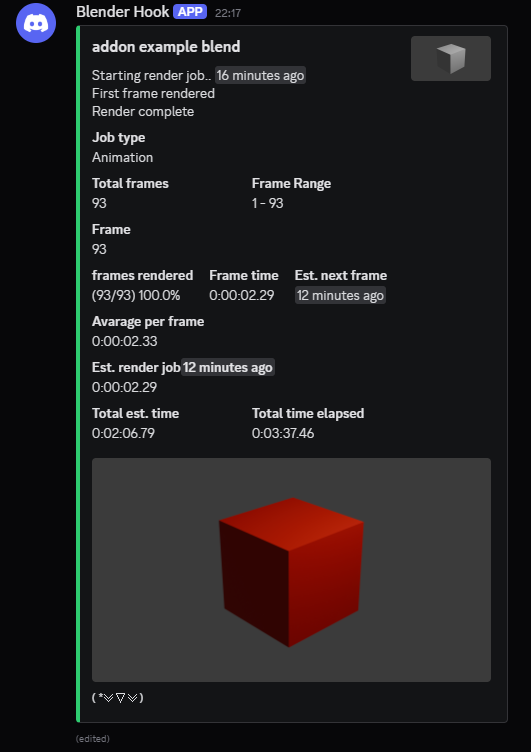 Blender Hook APP 22:17
addon example blend
Starting render job.. 16 minutes ago
First frame rendered
Render complete
Job type
Animation
Total frames Frame Range
93 1 - 93
Frame
93
frames rendered Frame time Est. next frame
(93/93) 100.0% 0:00:02.29 12 minutes ago
Avarage per frame
0:00:02.33
Est. render job 12 minutes ago
0:00:02.29
Total est. time Total time elapsed
0:02:06.79 0:03:37.46
( *︾▽︾)
(edited)